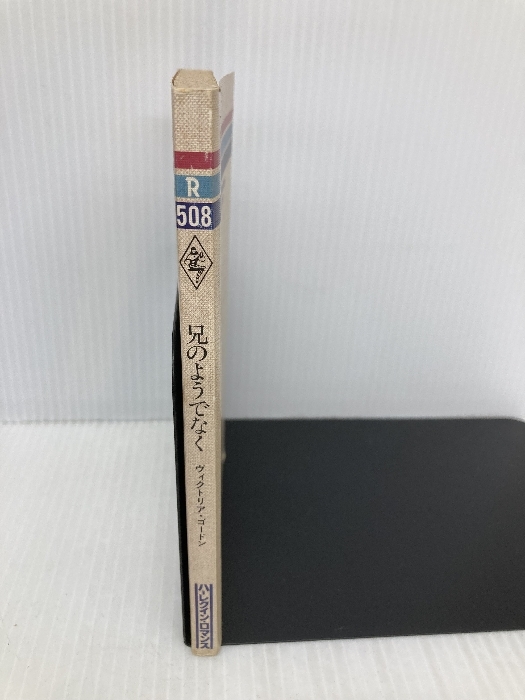 R
508
兄のようでなく
ヴィクトリア・ゴードン
ハーレクイン・ロマンス